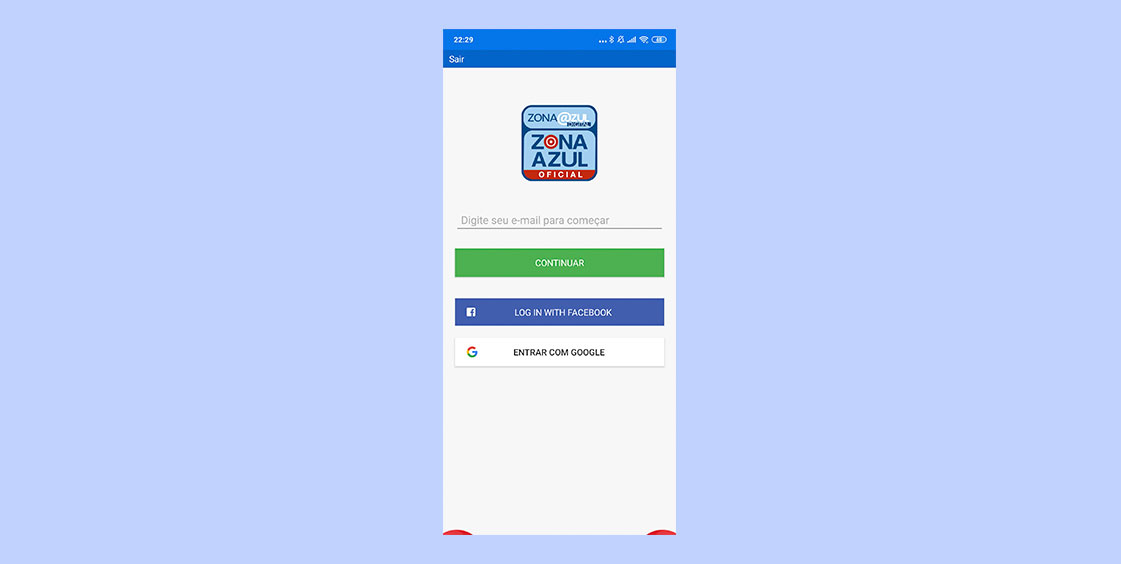 22:29
Sair
ZONA @ZUL
DIGITAL
ZONA
AZUL
OFICIAL
Digite seu e-mail para começar
CONTINUAR
LOG IN WITH FACEBOOK
ENTRAR COM GOOGLE